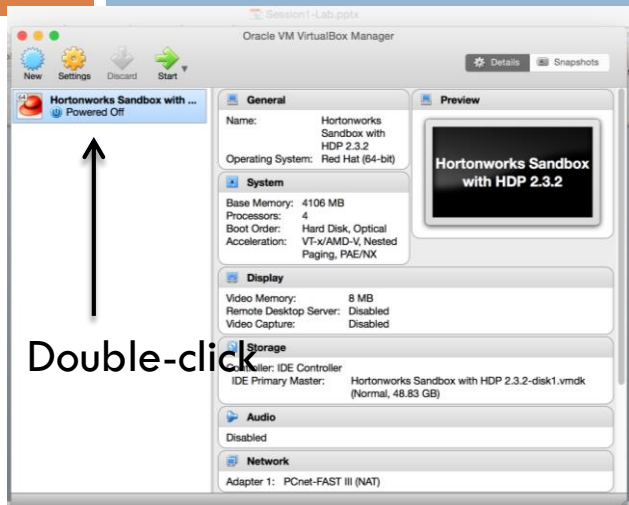 Session1-Lab.pptx
Oracle VM VirtualBox Manager
New
Settings
Discard
Start
Details
Snapshots
Hortonworks Sandbox with ...
Powered Off
General
Name: Hortonworks
Sandbox with
HDP 2.3.2
Operating System: Red Hat (64-bit)
Preview
Hortonworks Sandbox
with HDP 2.3.2
System
Base Memory: 4106 MB
Processors: 4
Boot Order: Hard Disk, Optical
Acceleration: VT-x/AMD-V, Nested
Paging, PAE/NX
Display
Video Memory: 8 MB
Remote Desktop Server: Disabled
Video Capture: Disabled
Double-click
Storage
Controller: IDE Controller
IDE Primary Master: Hortonworks Sandbox with HDP 2.3.2-disk1.vmdk
(Normal, 48.83 GB)
Audio
Disabled
Network
Adapter 1: PCnet-FAST III (NAT)